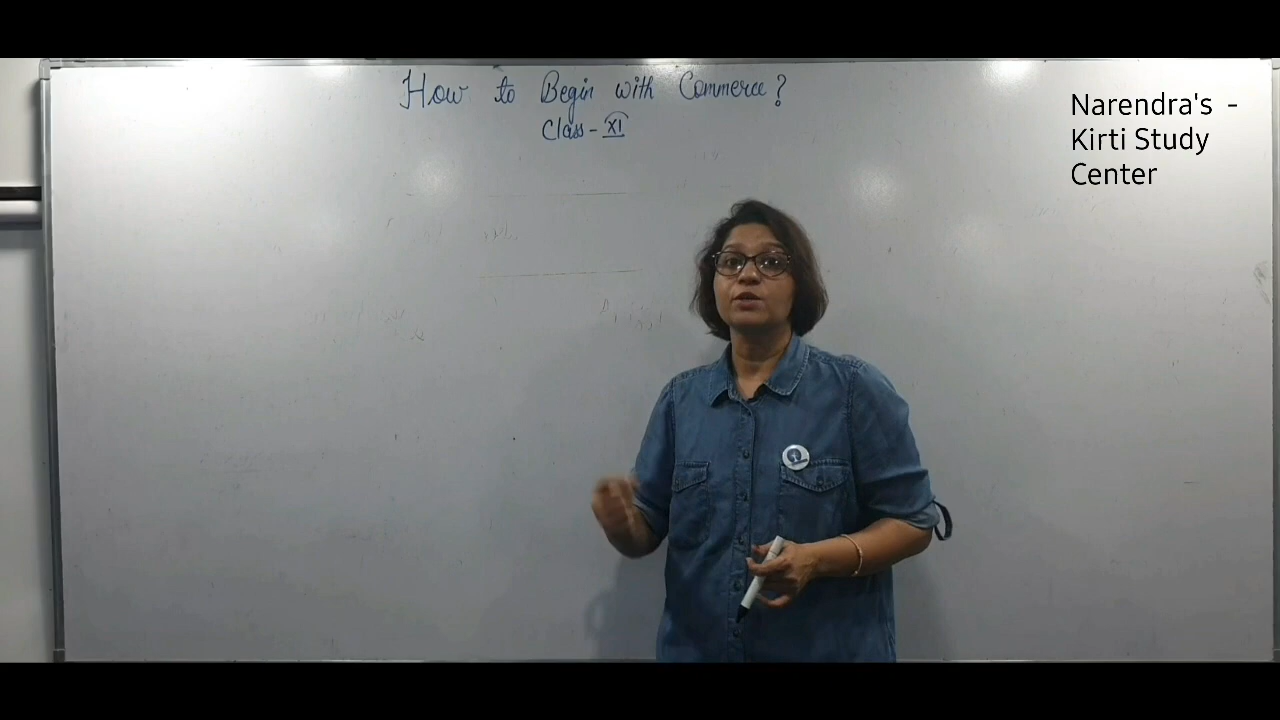 How to Begin with Commerce?
Class - XI
Narendra's -
Kirti Study
Center